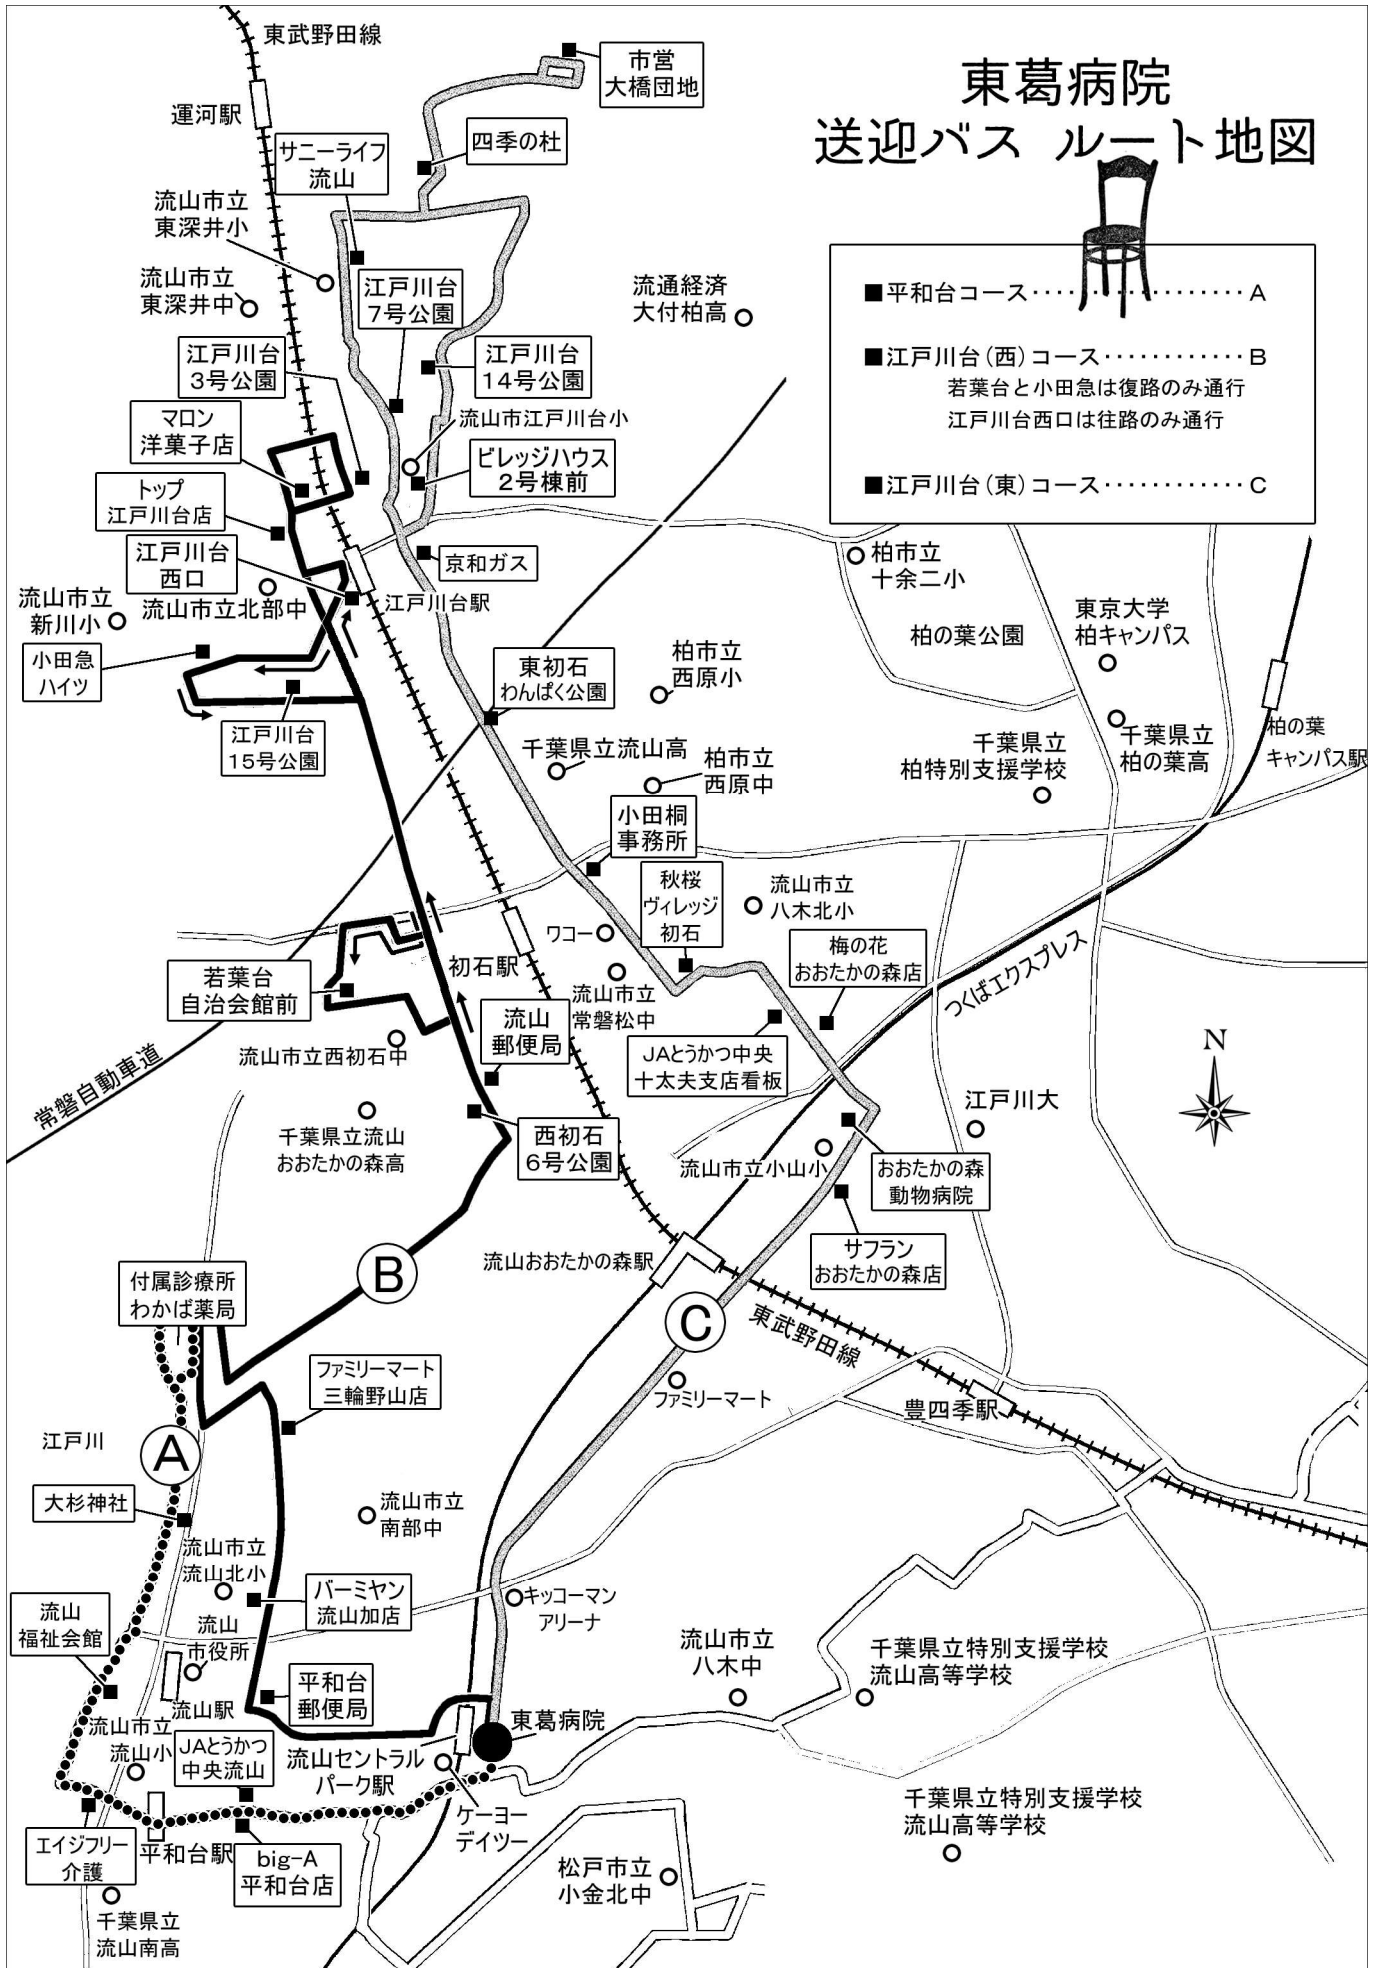 東葛病院
送迎バス ルート地図
■平和台コース・・・・・・・・・・・・・・・・・・A
■江戸川台(西)コース・・・・・・・・・・・・B
若葉台と小田急は復路のみ通行
江戸川台西口は往路のみ通行
■江戸川台(東)コース・・・・・・・・・・・・C
東武野田線
運河駅
市営
大橋団地
四季の杜
サニーライフ
流山
流山市立
東深井小
流山市立
東深井中
江戸川台
7号公園
流通経済
大付柏高
江戸川台
3号公園
江戸川台
14号公園
マロン
洋菓子店
流山市江戸川台小
ビレッジハウス
2号棟前
トップ
江戸川台店
江戸川台
西口
京和ガス
柏市立
十余二小
流山市立
新川小
流山市立北部中
江戸川台駅
東京大学
柏キャンパス
柏の葉公園
小田急
ハイツ
東初石
わんぱく公園
柏市立
西原小
江戸川台
15号公園
千葉県立流山高
柏市立
西原中
千葉県立
柏特別支援学校
千葉県立
柏の葉高
柏の葉
キャンパス駅
小田桐
事務所
秋桜
ヴィレッジ
初石
流山市立
八木北小
ワコー
梅の花
おおたかの森店
つくばエクスプレス
初石駅
若葉台
自治会館前
流山市立
常磐松中
流山
郵便局
流山市立西初石中
JAとうかつ中央
十太夫支店看板
N
常磐自動車道
江戸川大
千葉県立流山
おおたかの森高
西初石
6号公園
流山市立小山小
おおたかの森
動物病院
流山おおたかの森駅
サフラン
おおたかの森店
B
付属診療所
わかば薬局
C
東武野田線
ファミリーマート
三輪野山店
ファミリーマート
豊四季駅
江戸川
A
大杉神社
流山市立
南部中
流山市立
流山北小
バーミヤン
流山加店
キッコーマン
アリーナ
流山
福祉会館
流山
市役所
流山市立
八木中
千葉県立特別支援学校
流山高等学校
平和台
郵便局
流山駅
東葛病院
流山市立
流山小
JAとうかつ
中央流山
流山セントラル
パーク駅
千葉県立特別支援学校
流山高等学校
ケーヨー
デイツー
エイジフリー
介護
平和台駅
big-A
平和台店
松戸市立
小金北中
千葉県立
流山南高